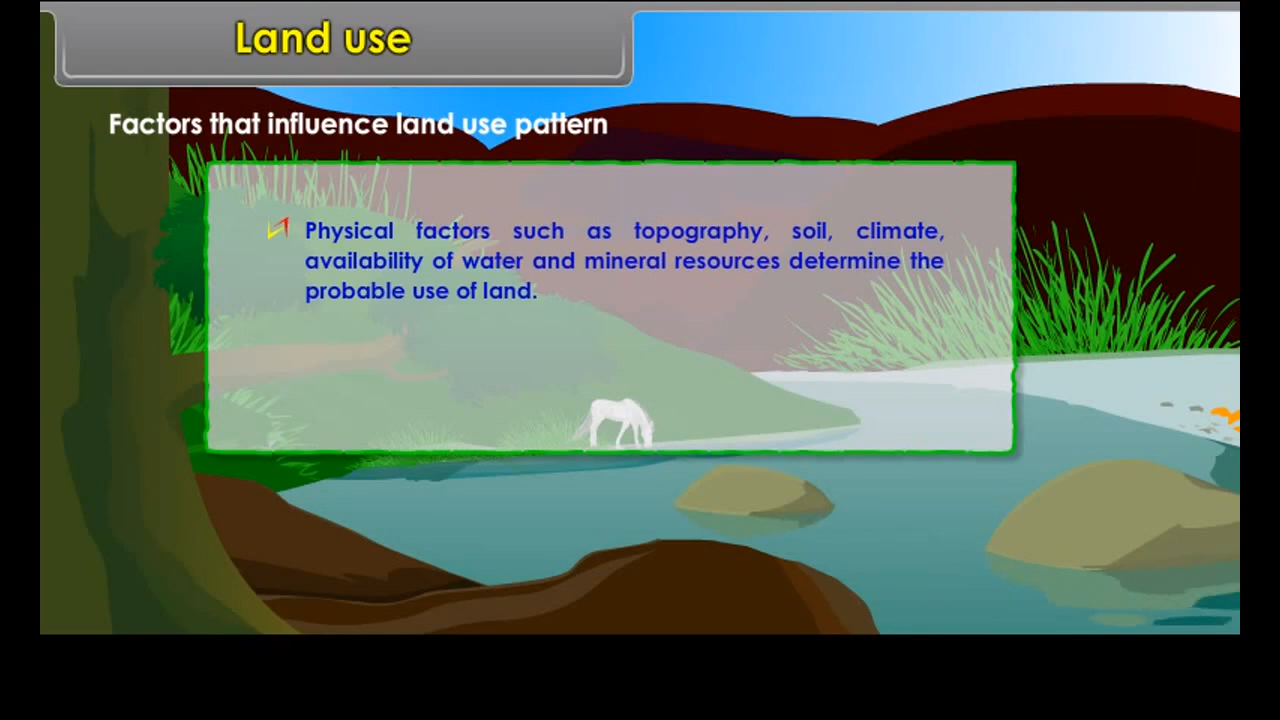 Land use
Factors that influence land use pattern
Physical factors such as topography, soil, climate,
availability of water and mineral resources determine the
probable use of land.